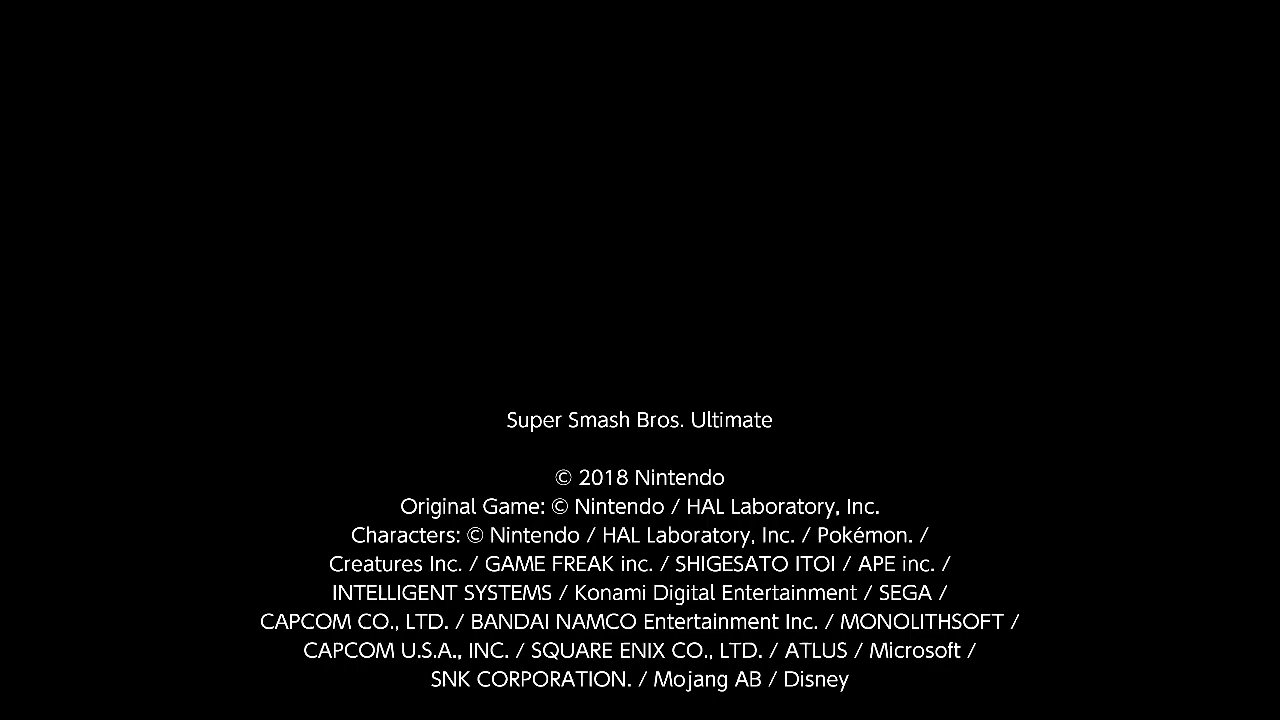 Super Smash Bros. Ultimate
© 2018 Nintendo
Original Game: © Nintendo / HAL Laboratory, Inc.
Characters: © Nintendo / HAL Laboratory, Inc. / Pokémon. /
Creatures Inc. / GAME FREAK inc. / SHIGESATO ITOI / APE inc. /
INTELLIGENT SYSTEMS / Konami Digital Entertainment / SEGA /
CAPCOM CO., LTD. / BANDAI NAMCO Entertainment Inc. / MONOLITHSOFT /
CAPCOM U.S.A., INC. / SQUARE ENIX CO., LTD. / ATLUS / Microsoft /
SNK CORPORATION. / Mojang AB / Disney